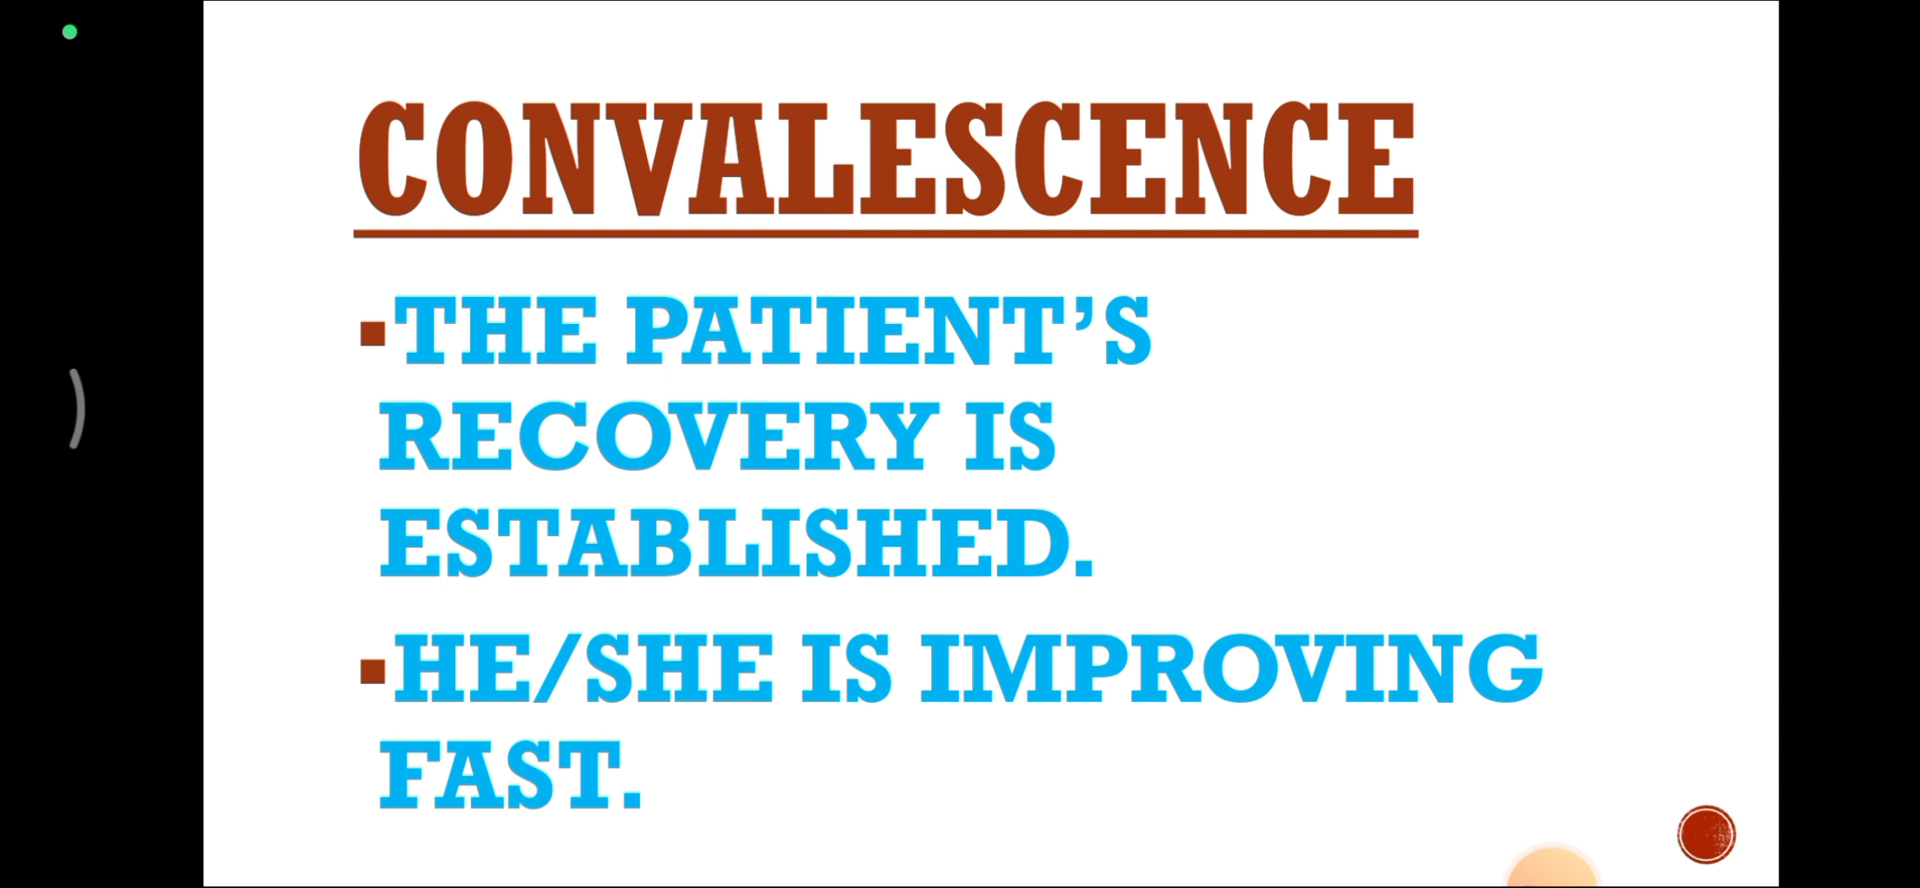 CONVALESCENCE
▪THE PATIENT’S
RECOVERY IS
ESTABLISHED.
▪HE/SHE IS IMPROVING
FAST.